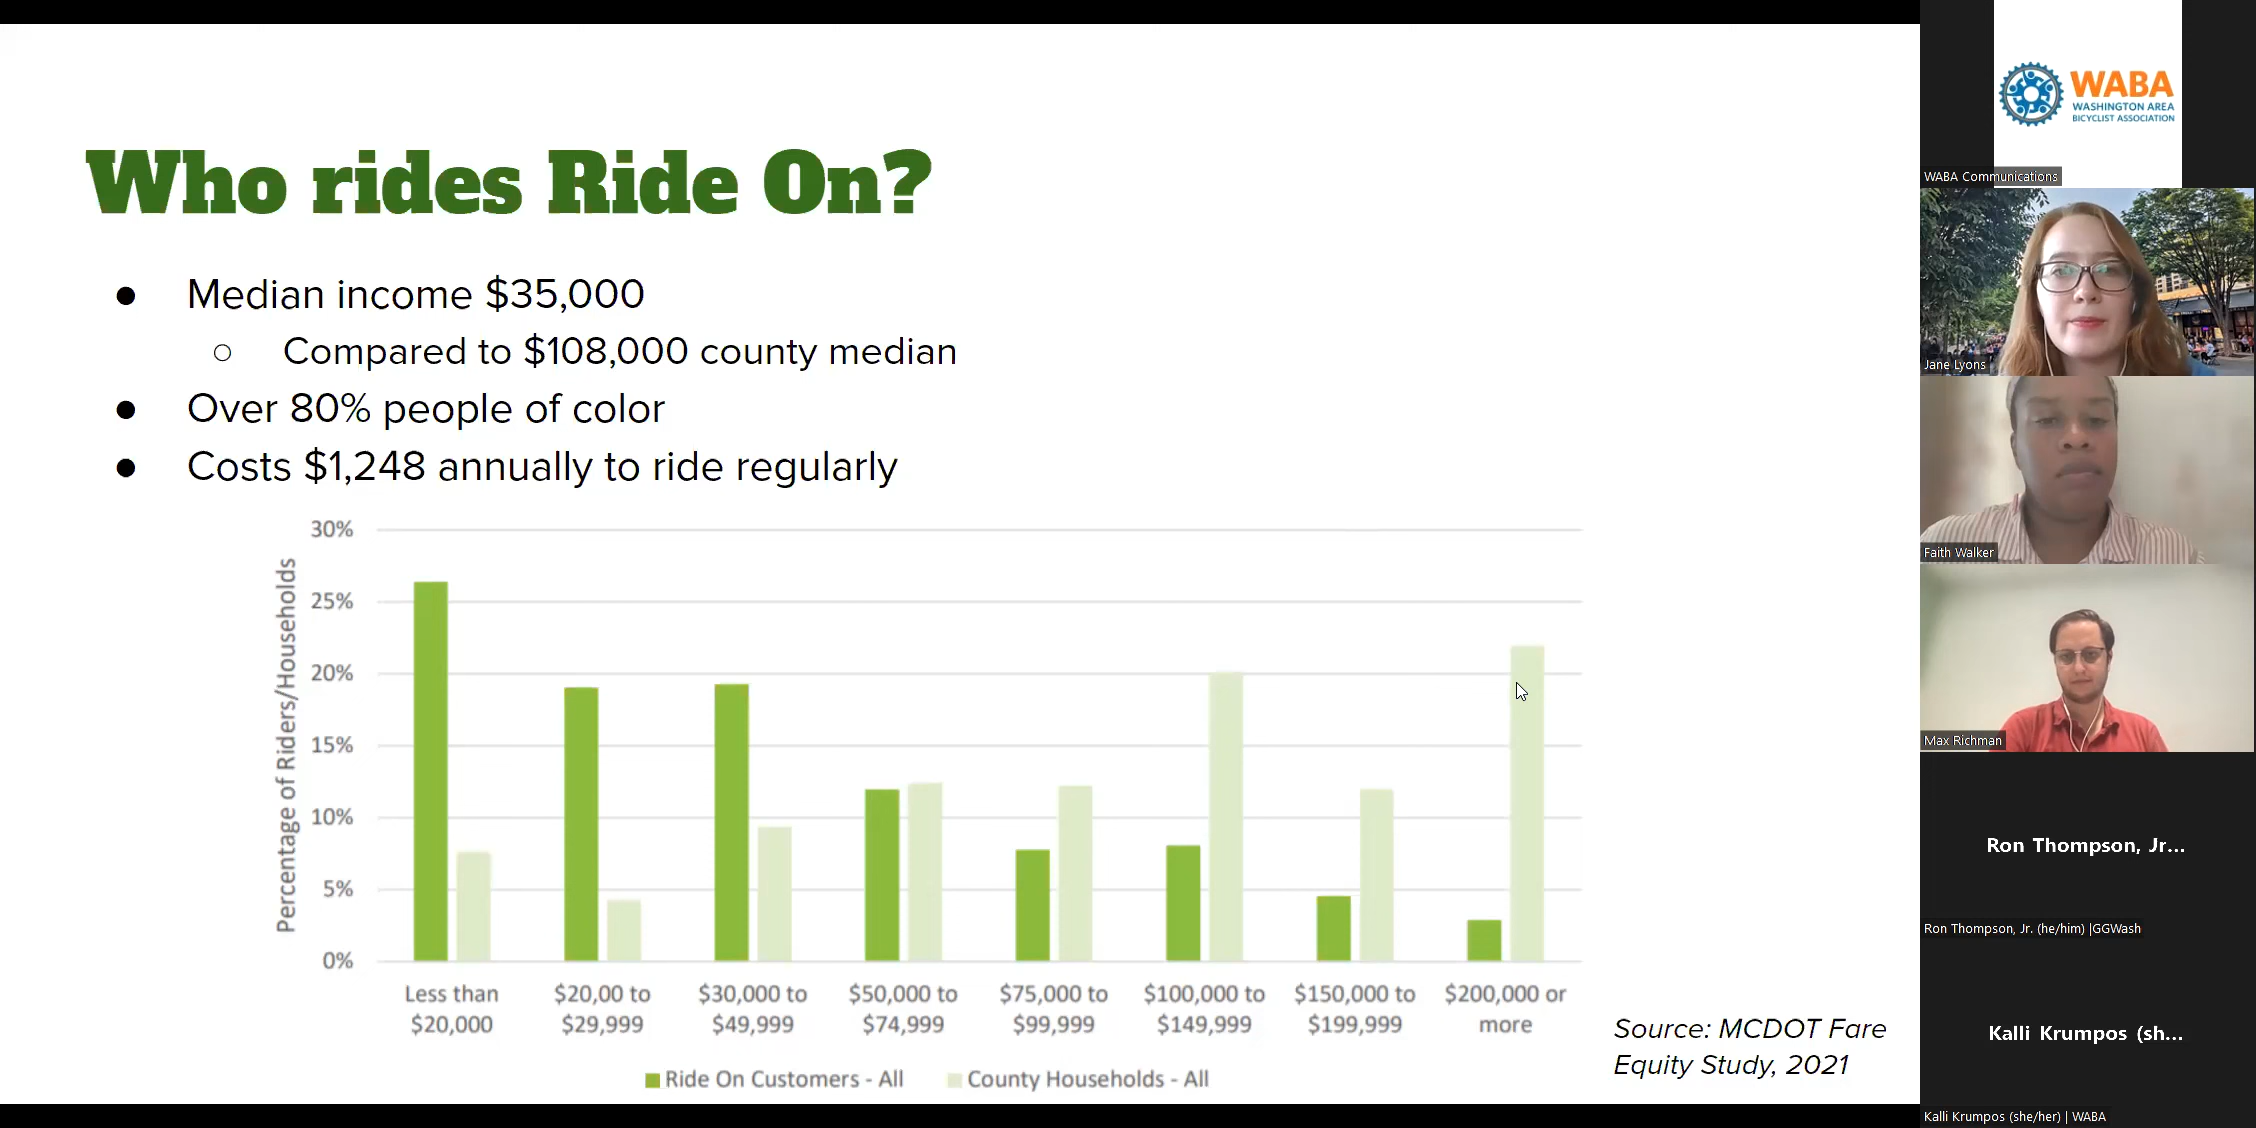 Who rides Ride On?
● Median income $35,000
○ Compared to $108,000 county median
● Over 80% people of color
● Costs $1,248 annually to ride regularly
Percentage of Riders/Households
30%
25%
20%
15%
10%
5%
0%
Less than
$20,000
$20,00 to
$29,999
$30,000 to
$49,999
$50,000 to
$74,999
$75,000 to
$99,999
$100,000 to
$149,999
$150,000 to
$199,999
$200,000 or
more
Ride On Customers - All
County Households - All
Source: MCDOT Fare
Equity Study, 2021
WABA
WASHINGTON AREA
BICYCLIST ASSOCIATION
WABA Communications
Jane Lyons
Faith Walker
Max Richman
Ron Thompson, Jr...
Ron Thompson, Jr. (he/him) |GGWash
Kalli Krumpos (sh...
Kalli Krumpos (she/her) | WABA